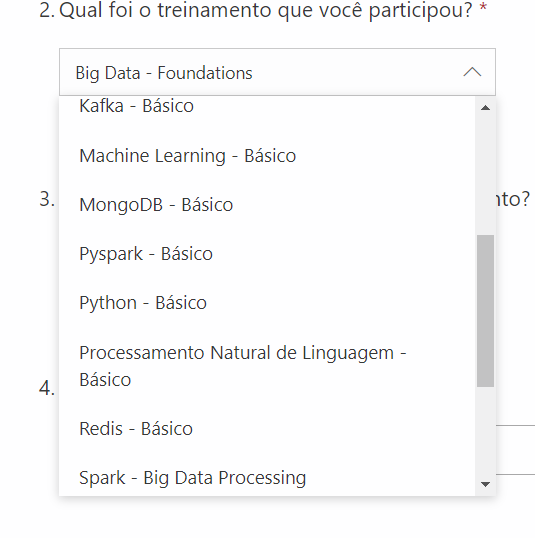 2. Qual foi o treinamento que você participou? *
Big Data - Foundations
Kafka - Básico
Machine Learning - Básico
3.
nto?
MongoDB - Básico
Pyspark - Básico
Python - Básico
Processamento Natural de Linguagem -
Básico
4.
Redis - Básico
Spark - Big Data Processing